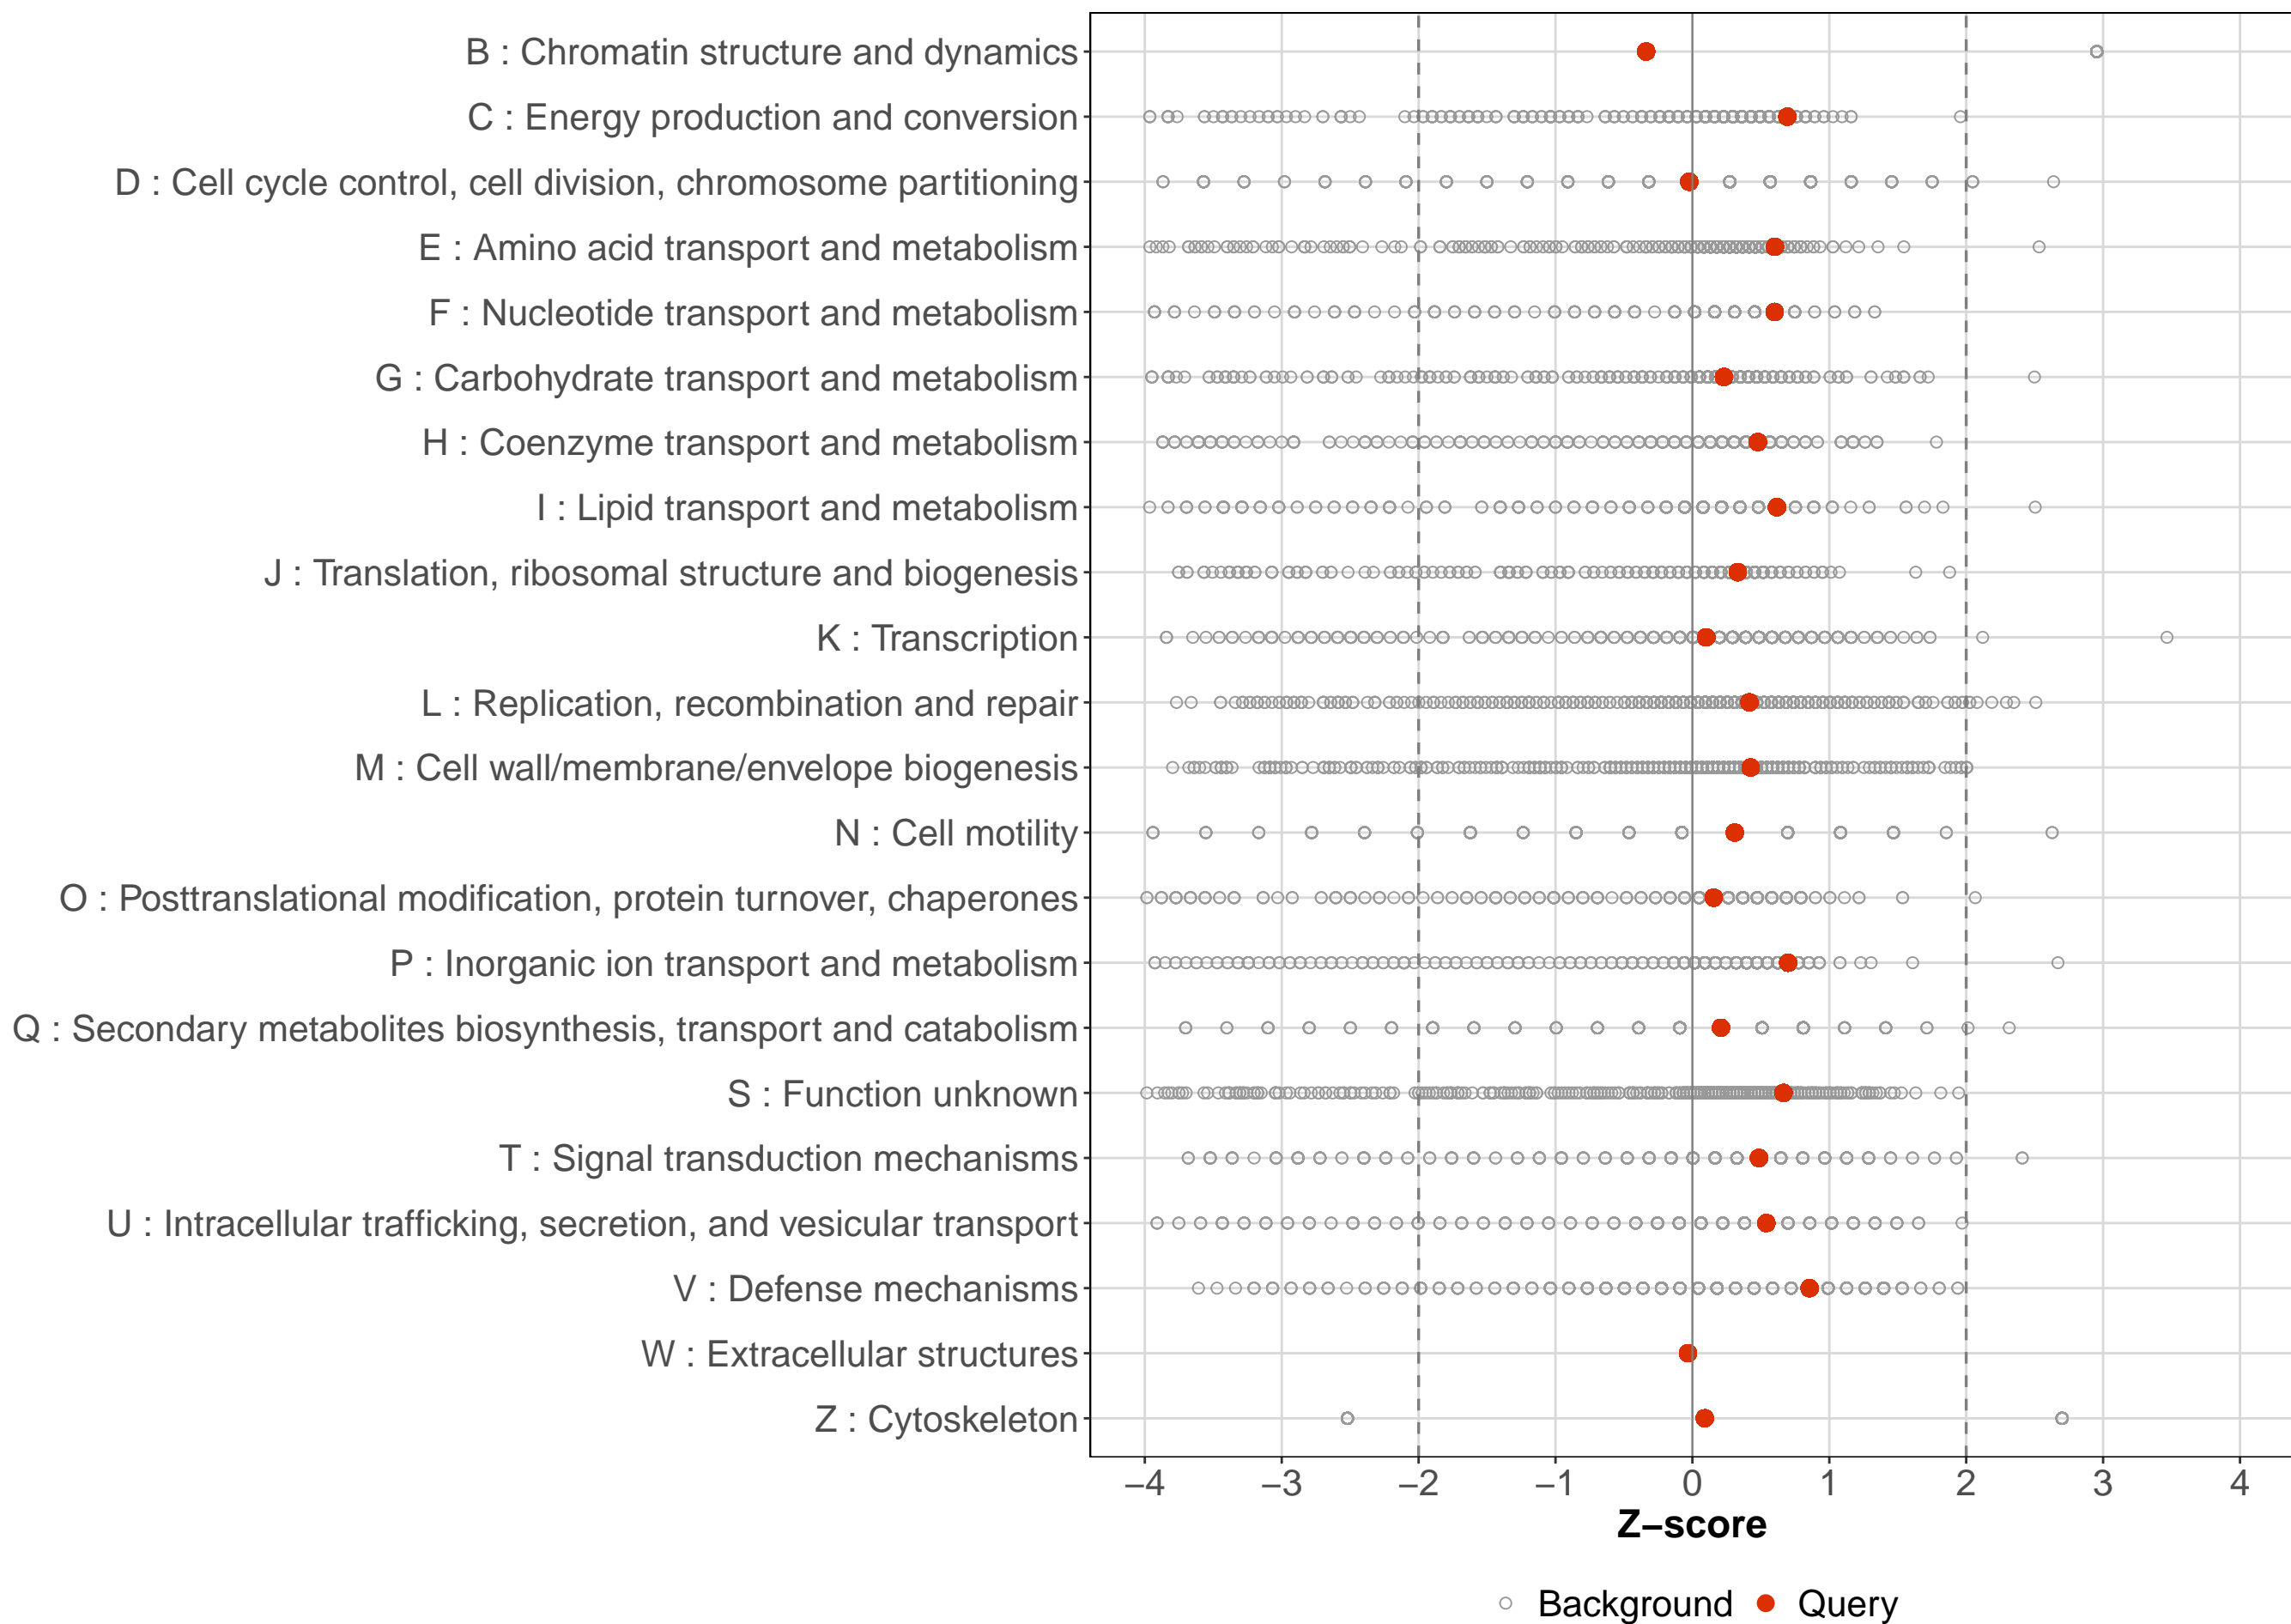 B : Chromatin structure and dynamics
C : Energy production and conversion
D : Cell cycle control, cell division, chromosome partitioning
E : Amino acid transport and metabolism
F : Nucleotide transport and metabolism
G : Carbohydrate transport and metabolism
H : Coenzyme transport and metabolism
I : Lipid transport and metabolism
J : Translation, ribosomal structure and biogenesis
K : Transcription
L : Replication, recombination and repair
M : Cell wall/membrane/envelope biogenesis
N : Cell motility
O : Posttranslational modification, protein turnover, chaperones
P : Inorganic ion transport and metabolism
Q : Secondary metabolites biosynthesis, transport and catabolism
S : Function unknown
T : Signal transduction mechanisms
U : Intracellular trafficking, secretion, and vesicular transport
V : Defense mechanisms
W : Extracellular structures
Z : Cytoskeleton
−4 −3 −2 −1 0 1 2 3 4
Z−score
Background Query